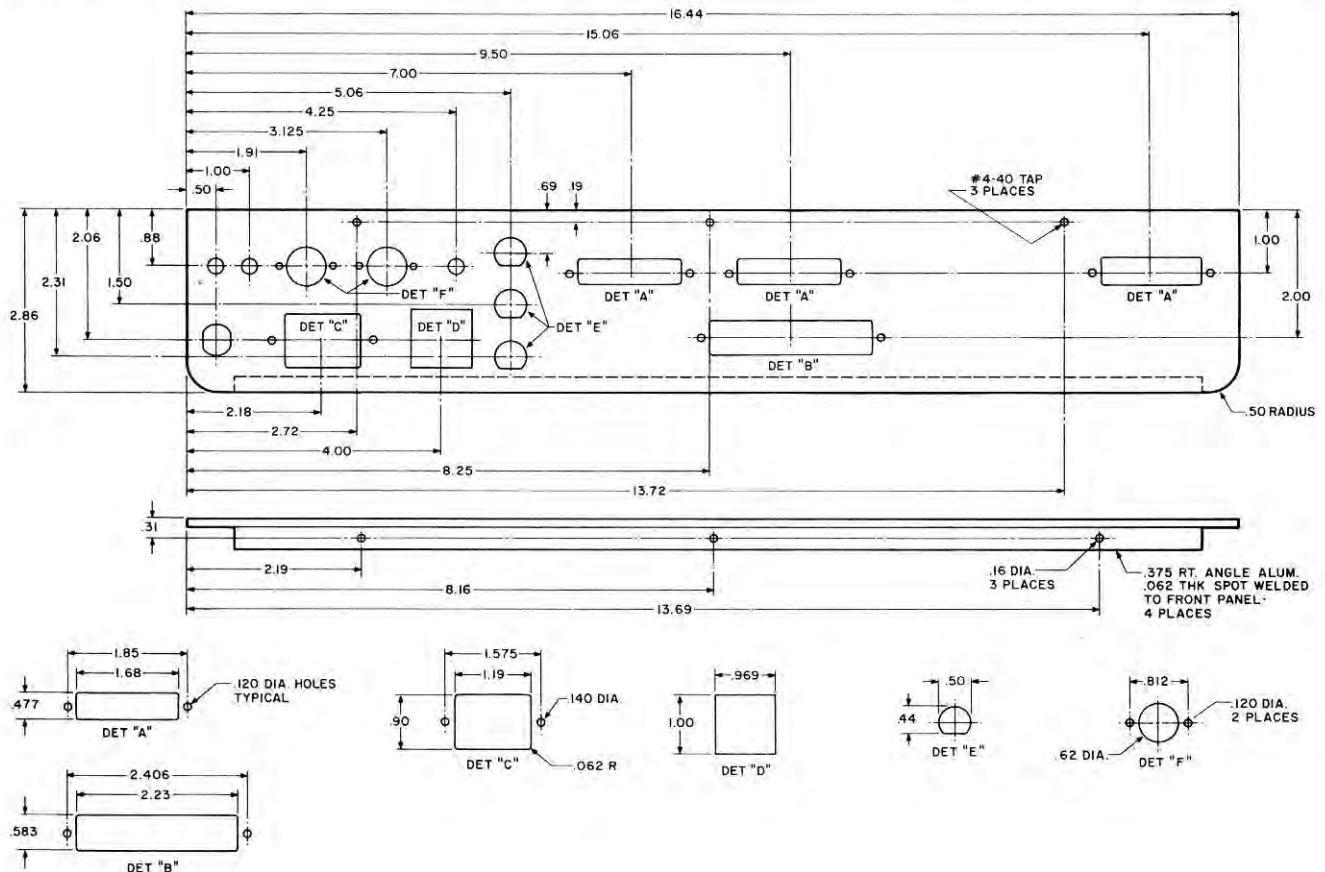 16.44
15.06
9.50
7.00
5.06
4.25
3.125
1.91
1.00
.50
.69 .19
#4-40 TAP
3 PLACES
.88
2.06
1.50
2.31
2.86
1.00
2.00
DET "F"
DET "A"
DET "A"
DET "A"
DET "C"
DET "D"
DET "E"
DET "B"
.50 RADIUS
2.18
2.72
4.00
8.25
13.72
.31
2.19
8.16
13.69
.16 DIA.
3 PLACES
.375 RT. ANGLE ALUM.
.062 THK SPOT WELDED
TO FRONT PANEL-
4 PLACES
1.85
1.68
.120 DIA. HOLES
TYPICAL
.477
DET "A"
1.575
1.19
.140 DIA.
.90
DET "C"
.062 R
.969
1.00
DET "D"
.50
.44
DET "E"
.812
.120 DIA.
2 PLACES
.62 DIA.
DET "F"
2.406
2.23
.583
DET "B"